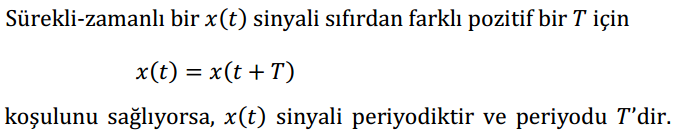 Sürekli-zamanlı bir x(t) sinyali sıfırdan farklı pozitif bir T için
x(t) = x(t + T)
koşulunu sağlıyorsa, x(t) sinyali periyodiktir ve periyodu T’dir.